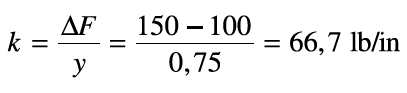 k = ΔF/y = (150 – 100)/0,75 = 66,7 lb/in